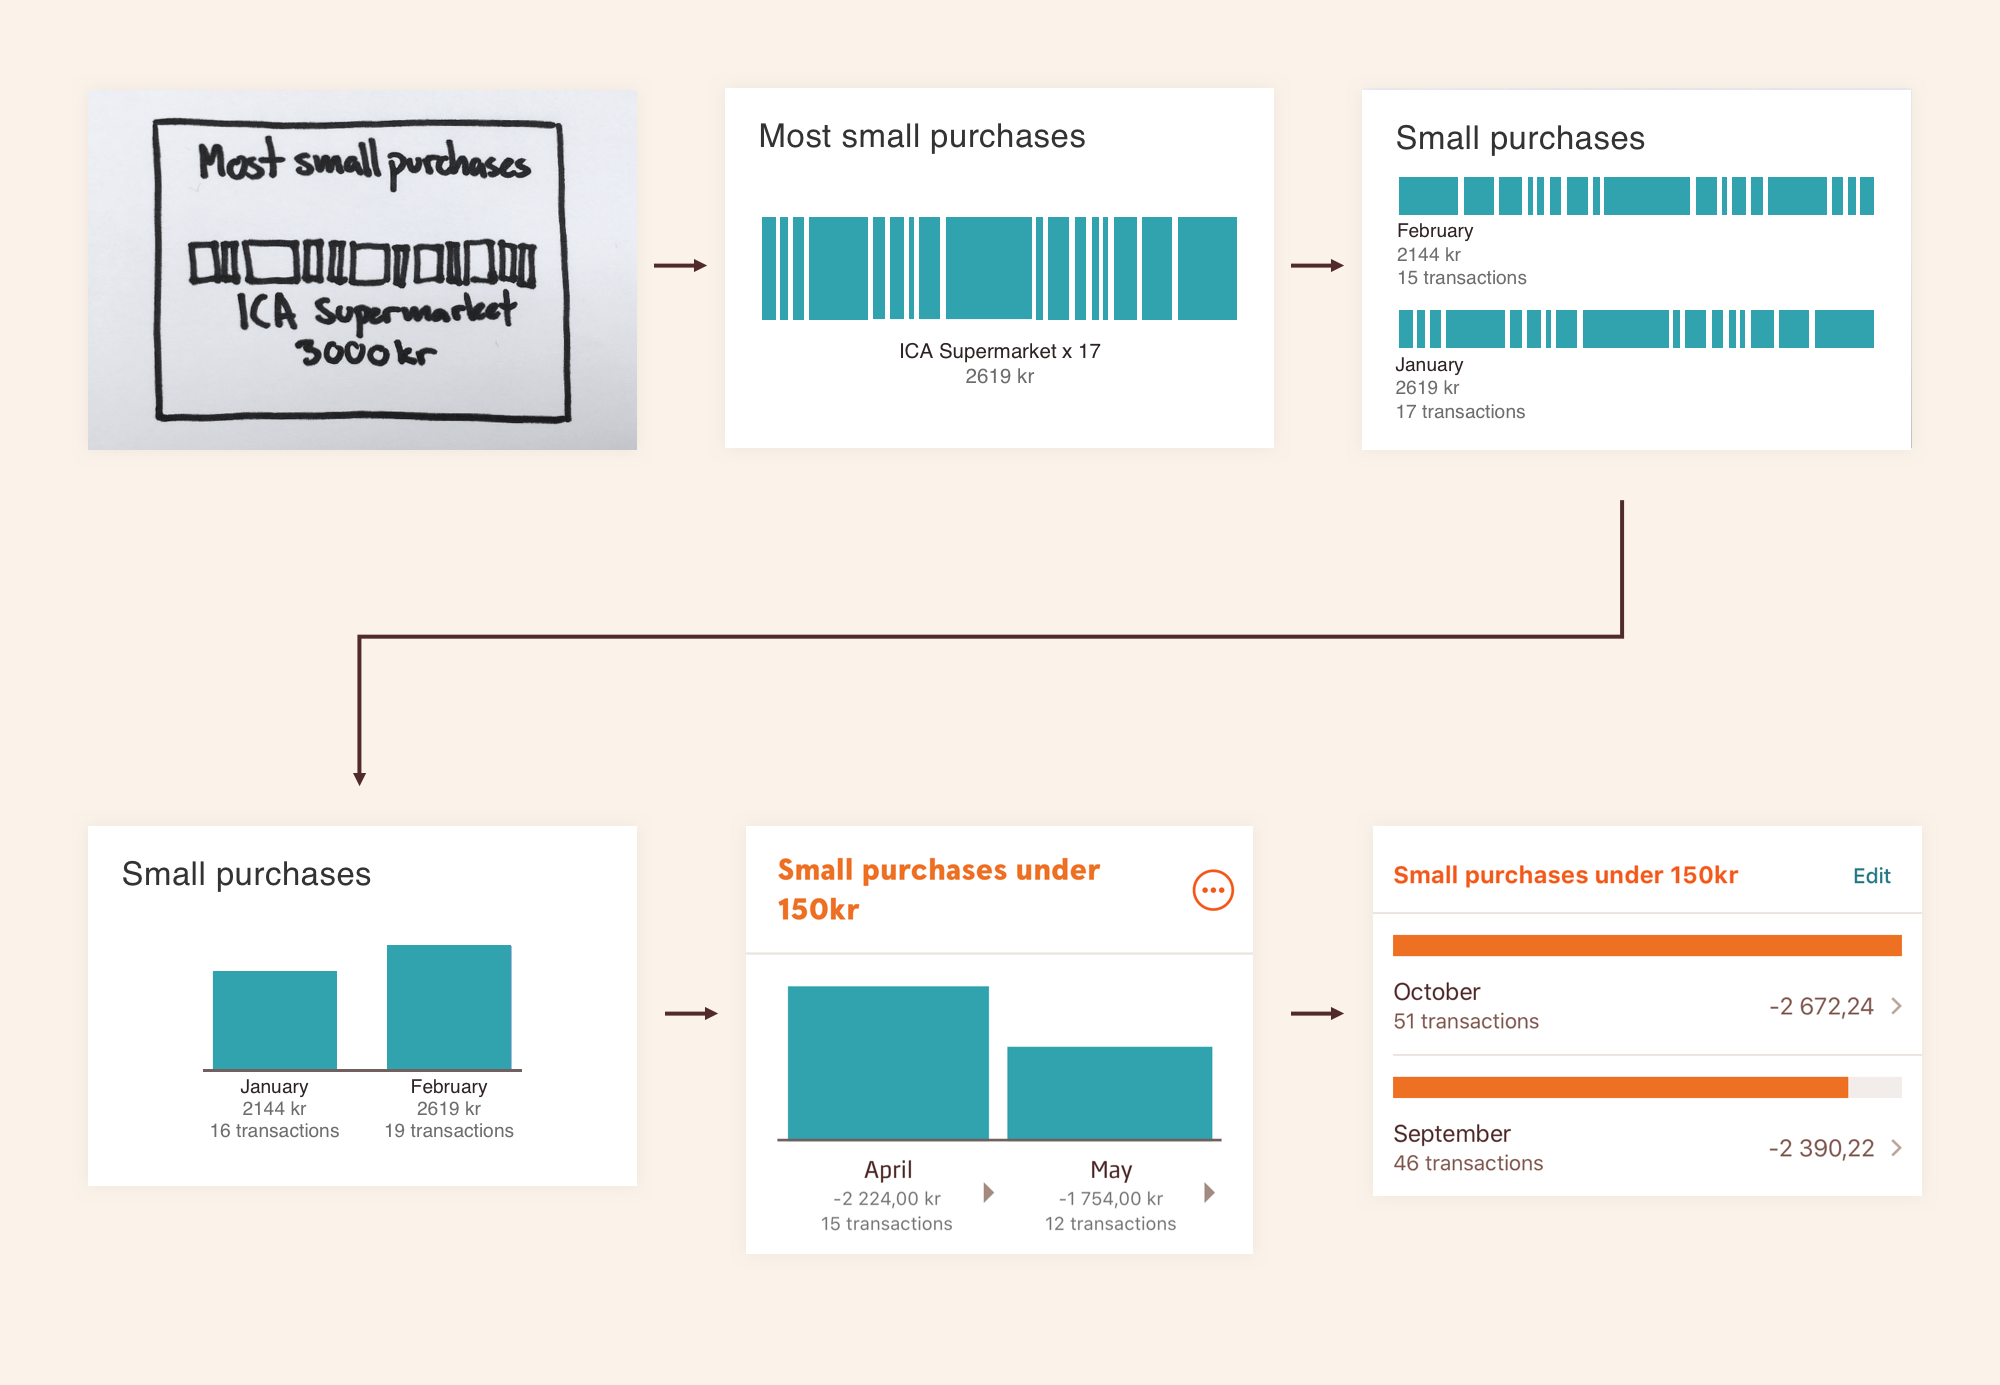 Most small purchases
ICA Supermarket
3000kr
Most small purchases
ICA Supermarket x 17
2619 kr
Small purchases
February
2144 kr
15 transactions
January
2619 kr
17 transactions
Small purchases
January
2144 kr
16 transactions
February
2619 kr
19 transactions
Small purchases under
150kr
April
-2 224,00 kr
15 transactions
May
-1 754,00 kr
12 transactions
Small purchases under 150kr
Edit
October
51 transactions
-2 672,24
September
46 transactions
-2 390,22